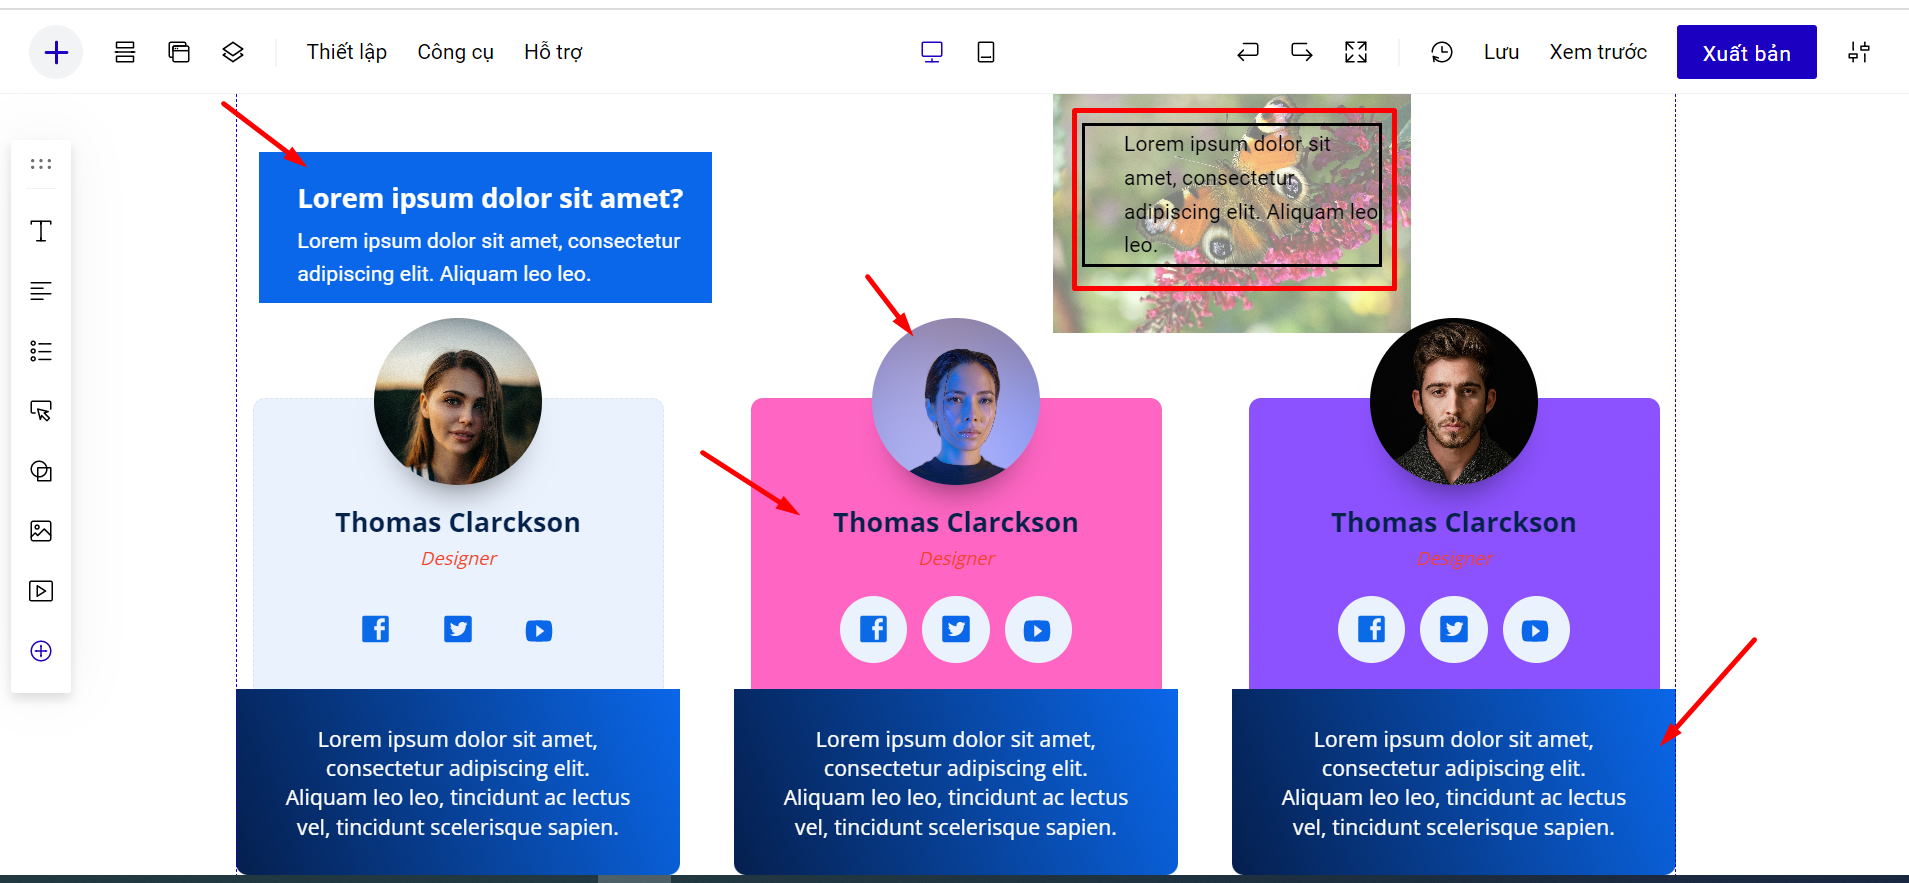 Thiết lập Công cụ Hỗ trợ Lưu Xem trước Xuất bản
Lorem ipsum dolor sit amet?
Lorem ipsum dolor sit amet, consectetur
adipiscing elit. Aliquam leo leo.
Lorem ipsum dolor sit
amet, consectetur
adipiscing elit. Aliquam leo
leo.
Thomas Clarckson
Designer
Lorem ipsum dolor sit amet,
consectetur adipiscing elit.
Aliquam leo leo, tincidunt ac lectus
vel, tincidunt scelerisque sapien.
Thomas Clarckson
Designer
Lorem ipsum dolor sit amet,
consectetur adipiscing elit.
Aliquam leo leo, tincidunt ac lectus
vel, tincidunt scelerisque sapien.
Thomas Clarckson
Designer
Lorem ipsum dolor sit amet,
consectetur adipiscing elit.
Aliquam leo leo, tincidunt ac lectus
vel, tincidunt scelerisque sapien.